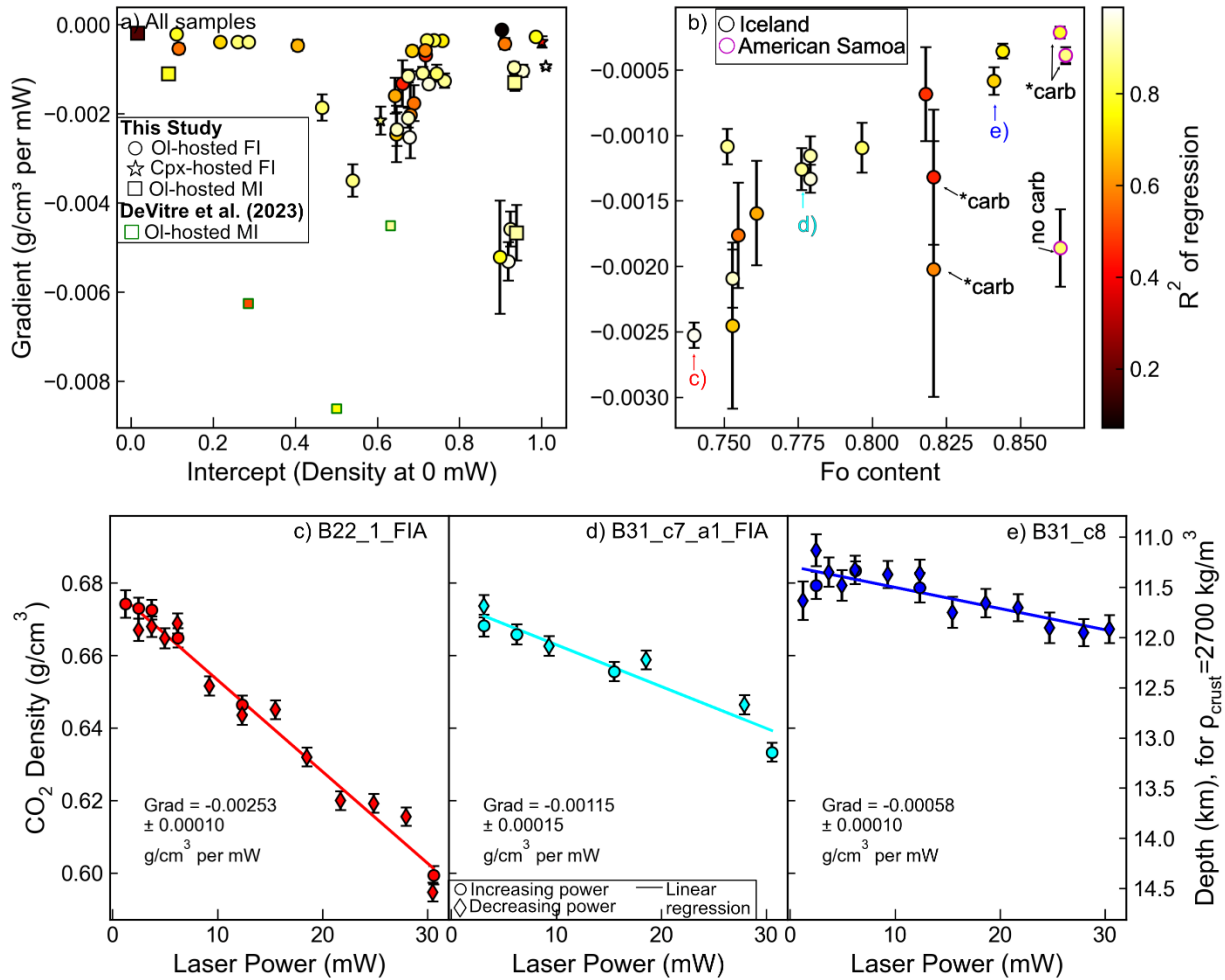 a) All samples
0.000
−0.002
−0.004
−0.006
−0.008
Gradient (g/cm³ per mW)
This Study
Ol-hosted FI
Cpx-hosted FI
Ol-hosted MI
DeVitre et al. (2023)
Ol-hosted MI
0.0 0.2 0.4 0.6 0.8 1.0
Intercept (Density at 0 mW)
b)
Iceland
American Samoa
−0.0005
−0.0010
−0.0015
−0.0020
−0.0025
−0.0030
*carb
e)
d)
*carb
no carb
*carb
c)
0.750 0.775 0.800 0.825 0.850
Fo content
0.8
0.6
0.4
0.2
R² of regression
c) B22_1_FIA
0.68
0.66
0.64
0.62
0.60
CO₂ Density (g/cm³)
Grad = -0.00253
± 0.00010
g/cm³ per mW
0 10 20 30
Laser Power (mW)
d) B31_c7_a1_FIA
Grad = -0.00115
± 0.00015
g/cm³ per mW
Increasing power
Decreasing power
Linear
regression
0 10 20 30
Laser Power (mW)
e) B31_c8
Grad = -0.00058
± 0.00010
g/cm³ per mW
0 10 20 30
Laser Power (mW)
11.0
11.5
12.0
12.5
13.0
13.5
14.0
14.5
Depth (km), for ρcrust=2700 kg/m³